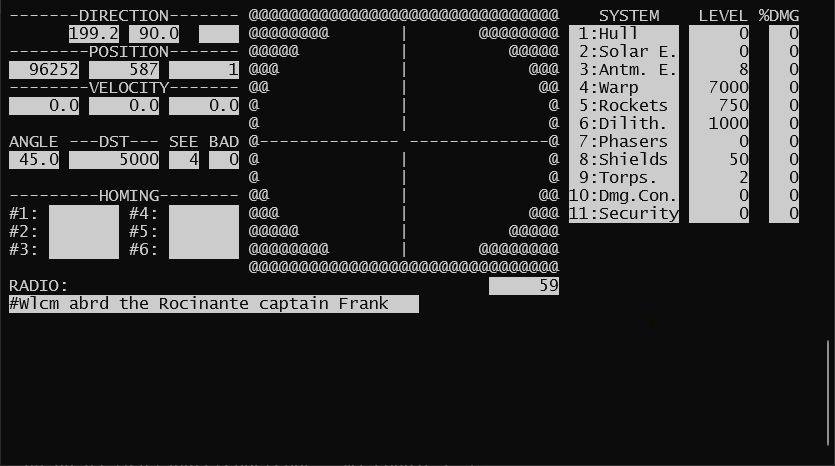 -------DIRECTION------- @@@@@@@@@@@@@@@@@@@@@@@@@@@@@@@ SYSTEM LEVEL %DMG
199.2 90.0 @@@@@@@@ | @@@@@@@@ 1:Hull 0 0
--------POSITION------- @@@@@ | @@@@@ 2:Solar E. 0 0
96252 587 1 @@@ | @@@ 3:Antm. E. 8 0
--------VELOCITY------- @@ | @@ 4:Warp 7000 0
0.0 0.0 0.0 @ | @ 5:Rockets 750 0
@ | @ 6:Dilith. 1000 0
ANGLE ---DST--- SEE BAD @-------------- --------------@ 7:Phasers 0 0
45.0 5000 4 0 @ | @ 8:Shields 50 0
@ | @ 9:Torps. 2 0
---------HOMING-------- @@ | @@ 10:Dmg.Con. 0 0
#1: #4: @@@ | @@@ 11:Security 0 0
#2: #5: @@@@@ | @@@@@
#3: #6: @@@@@@@@ | @@@@@@@@
@@@@@@@@@@@@@@@@@@@@@@@@@@@@@@@
RADIO: 59
#Wlcm abrd the Rocinante captain Frank